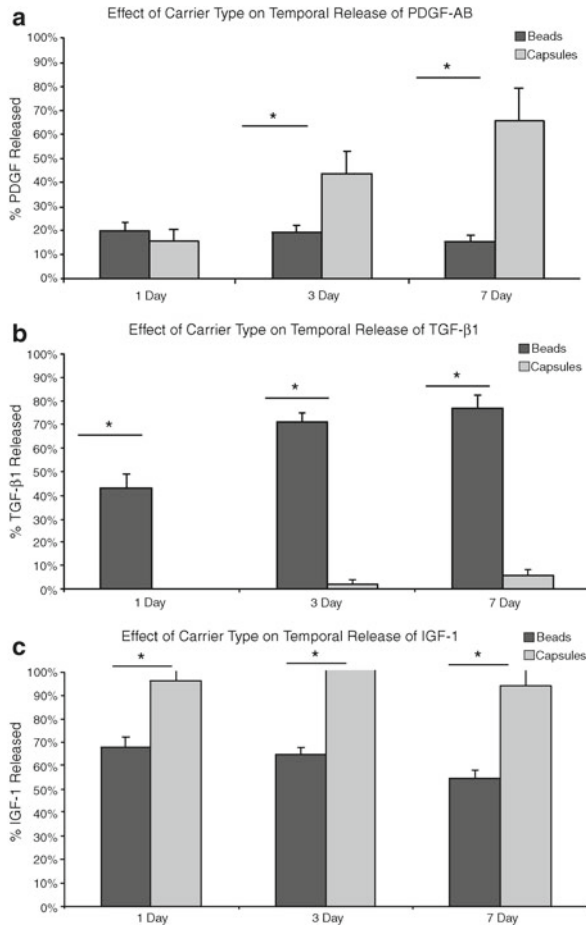 a
Effect of Carrier Type on Temporal Release of PDGF-AB
Beads
Capsules
% PDGF Released
100%
90%
80%
70%
60%
50%
40%
30%
20%
10%
0%
*
*
1 Day
3 Day
7 Day
b
Effect of Carrier Type on Temporal Release of TGF-β1
Beads
Capsules
% TGF-β1 Released
100%
90%
80%
70%
60%
50%
40%
30%
20%
10%
0%
*
*
*
1 Day
3 Day
7 Day
c
Effect of Carrier Type on Temporal Release of IGF-1
Beads
Capsules
% IGF-1 Released
100%
90%
80%
70%
60%
50%
40%
30%
20%
10%
0%
*
*
*
1 Day
3 Day
7 Day